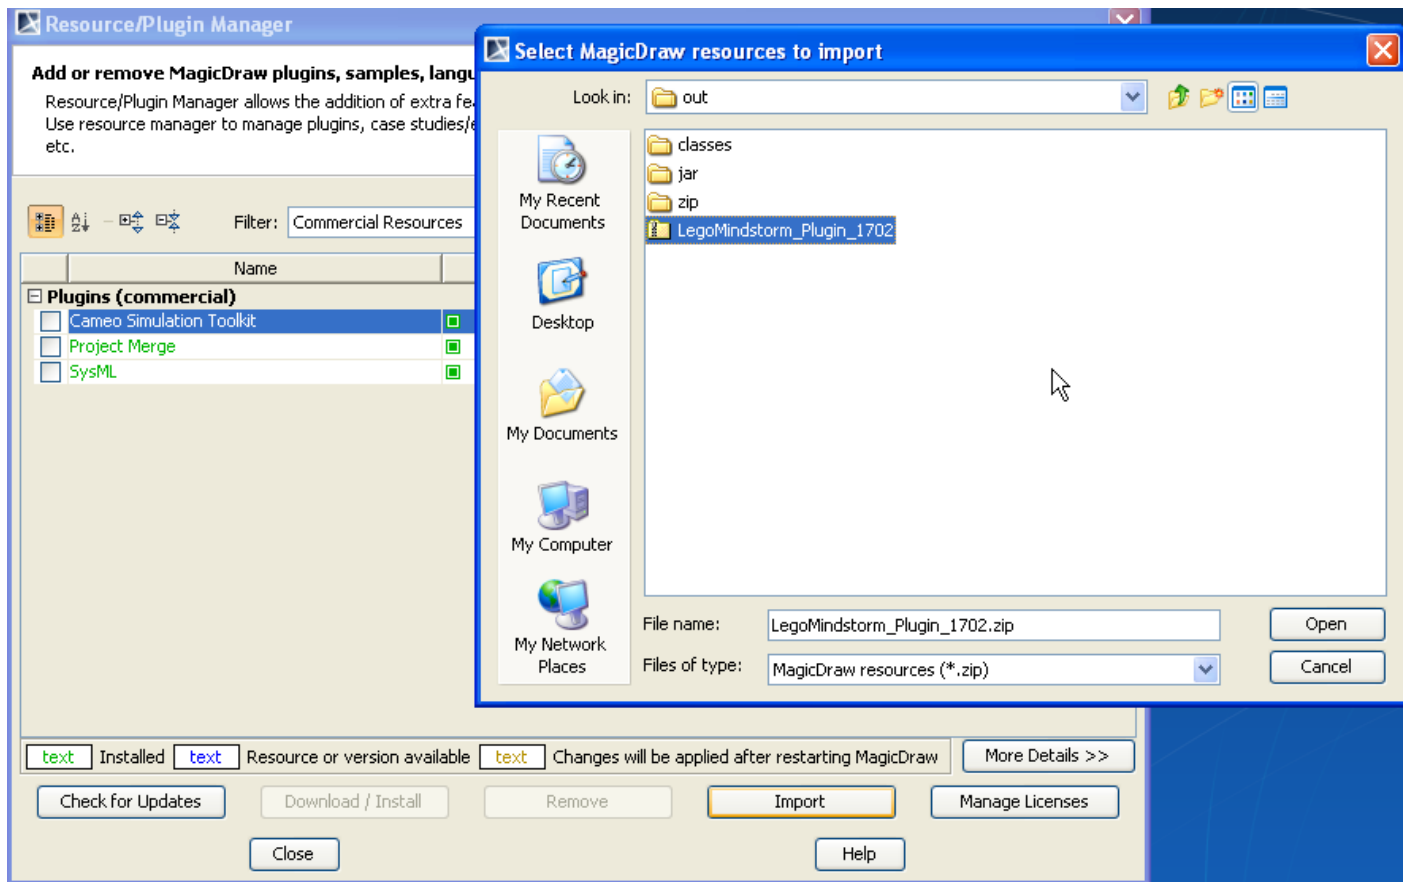 Resource/Plugin Manager
Add or remove MagicDraw plugins, samples, langu
Resource/Plugin Manager allows the addition of extra fe
Use resource manager to manage plugins, case studies/e
etc.
Filter: Commercial Resources
Name
Plugins (commercial)
Cameo Simulation Toolkit
Project Merge
SysML
Select MagicDraw resources to import
Look in: out
My Recent
Documents
Desktop
My Documents
My Computer
My Network
Places
classes
jar
zip
LegoMindstorm_Plugin_1702
File name: LegoMindstorm_Plugin_1702.zip
Open
Files of type: MagicDraw resources (*.zip)
Cancel
text Installed text Resource or version available text Changes will be applied after restarting MagicDraw More Details >>
Check for Updates Download / Install Remove Import Manage Licenses
Close Help